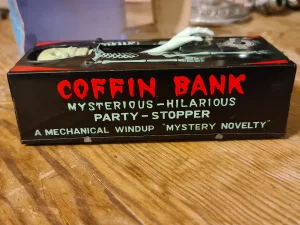 COFFIN BANK
MYSTERIOUS-HILARIOUS
PARTY-STOPPER
A MECHANICAL WINDUP "MYSTERY NOVELTY"